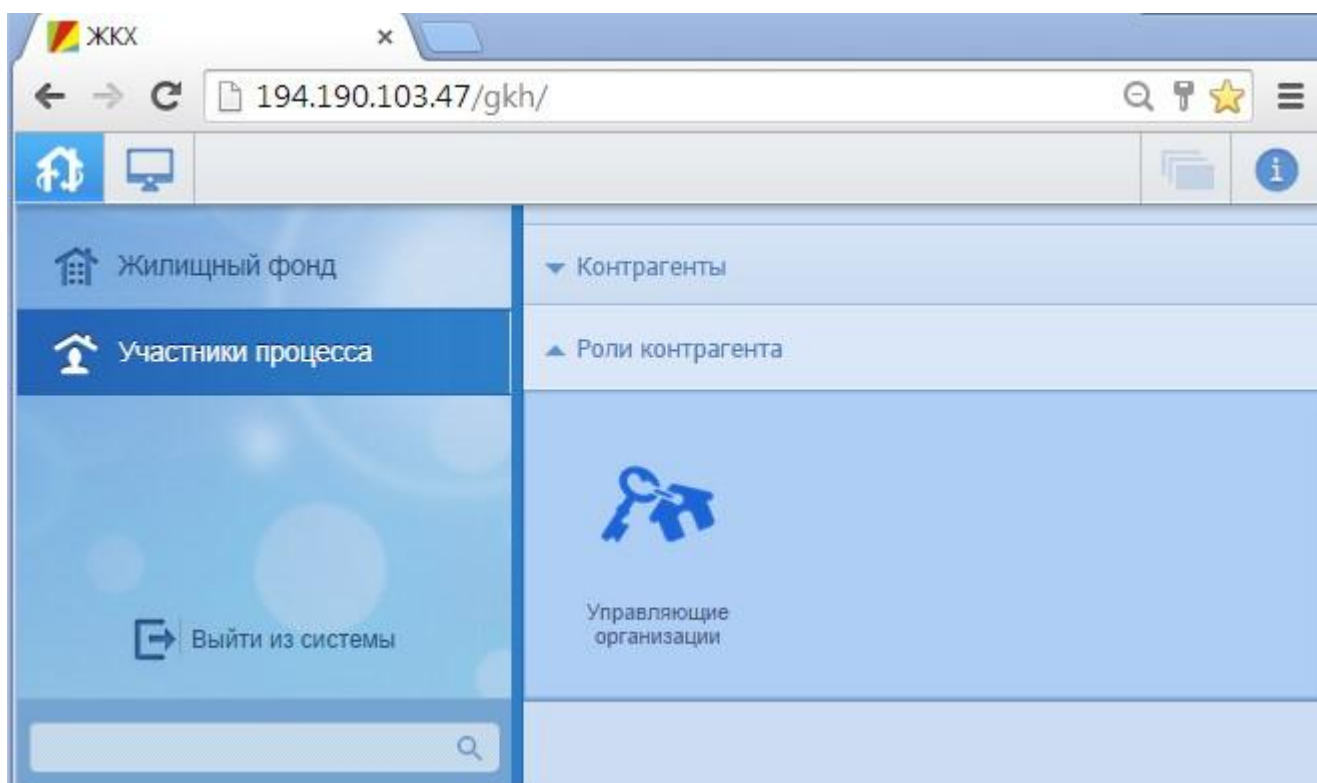 ЖКХ
194.190.103.47/gkh/
Жилищный фонд
Контрагенты
Участники процесса
Роли контрагента
Управляющие
организации
Выйти из системы